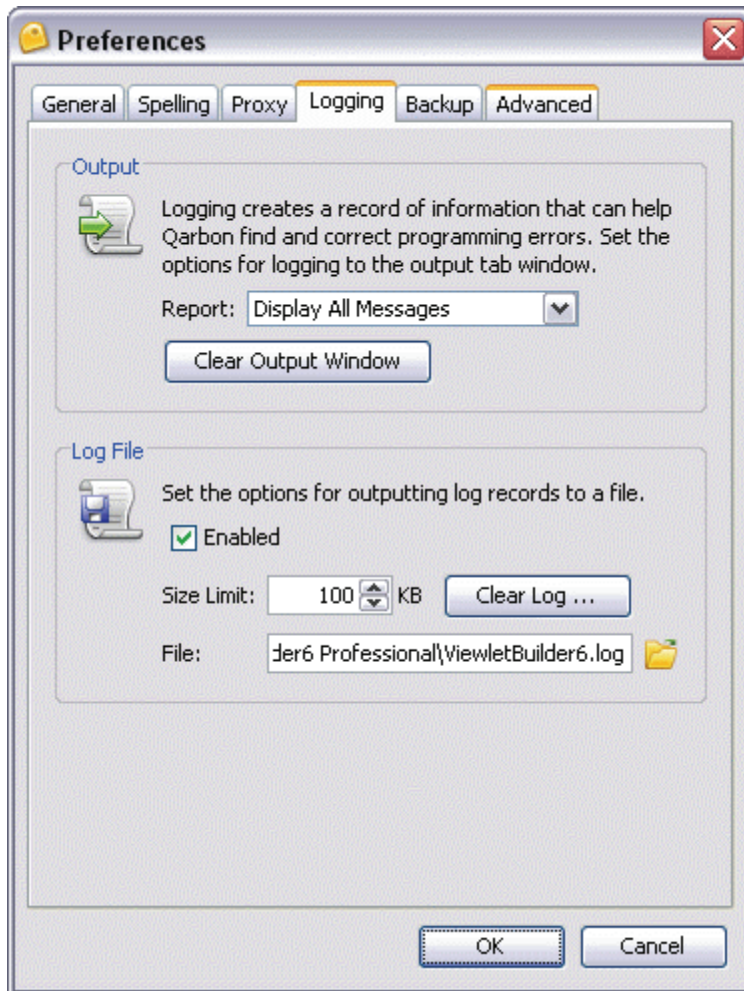 Preferences
General Spelling Proxy Logging Backup Advanced
Output
Logging creates a record of information that can help
Qarbon find and correct programming errors. Set the
options for logging to the output tab window.
Report: Display All Messages
Clear Output Window
Log File
Set the options for outputting log records to a file.
Enabled
Size Limit: 100 KB Clear Log ...
File: der6 Professional\ViewletBuilder6.log
OK Cancel